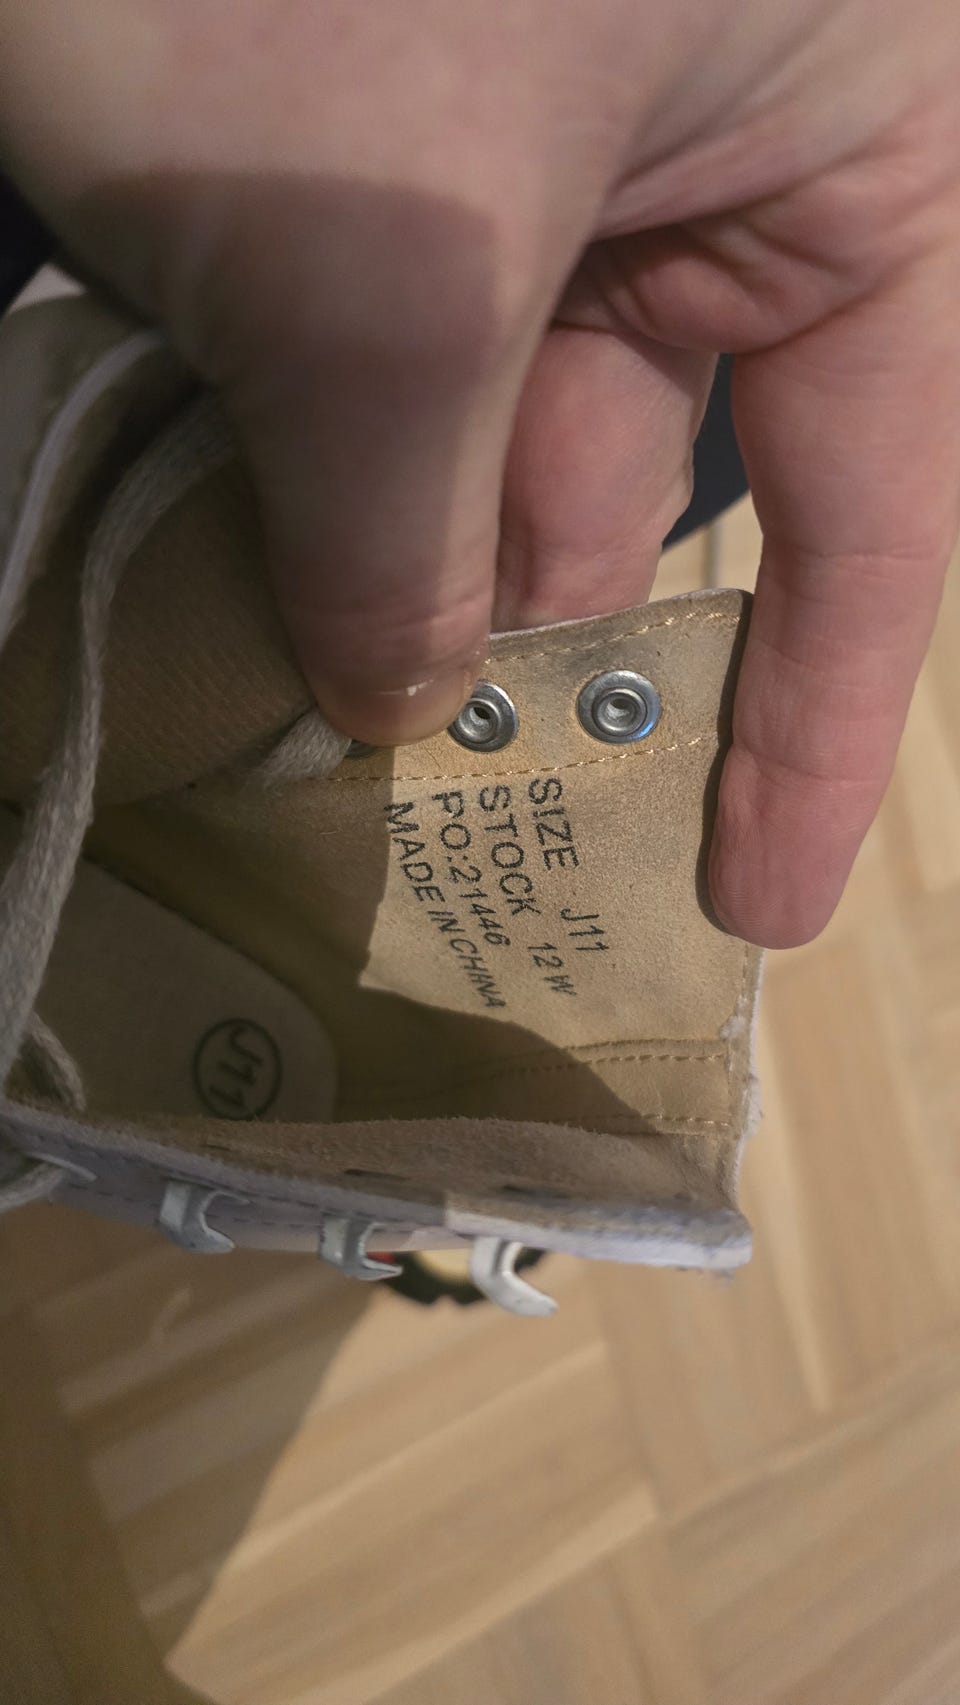 SIZE J11
STOCK 12W
PO:21446
MADE IN CHINA
J11